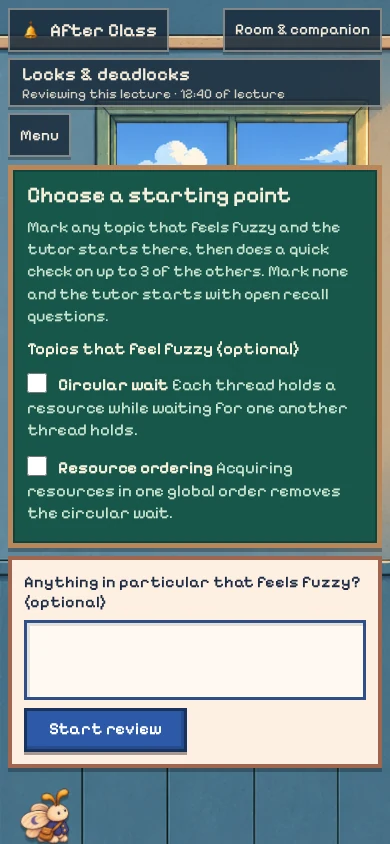 After Class
Room & companion
Locks & deadlocks
Reviewing this lecture · 18:40 of lecture
Menu
Choose a starting point
Mark any topic that feels fuzzy and the
tutor starts there, then does a quick
check on up to 3 of the others. Mark none
and the tutor starts with open recall
questions.
Topics that feel fuzzy (optional)
Circular wait Each thread holds a
resource while waiting for one another
thread holds.
Resource ordering Acquiring
resources in one global order removes
the circular wait.
Anything in particular that feels fuzzy?
(optional)
Start review